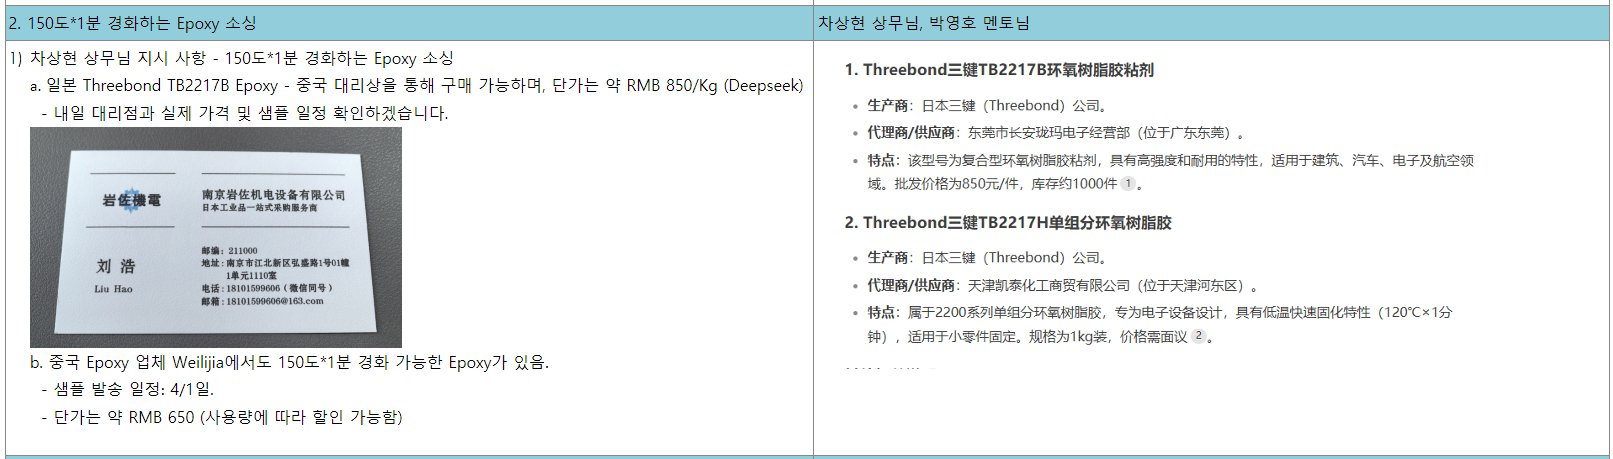 2. 150도*1분 경화하는 Epoxy 소싱
차상현 상무님, 박영호 멘토님
1) 차상현 상무님 지시 사항 - 150도*1분 경화하는 Epoxy 소싱
a. 일본 Threebond TB2217B Epoxy - 중국 대리상을 통해 구매 가능하며, 단가는 약 RMB 850/Kg (Deepseek)
- 내일 대리점과 실제 가격 및 샘플 일정 확인하겠습니다.
岩佐機電
南京岩佐机电设备有限公司
日本工业品一站式采购服务商
刘 浩
Liu Hao
邮编：211000
地址：南京市江北新区弘盛路1号01幢
1单元1110室
电话：18101599606（微信同号）
邮箱：18101599606@163.com
b. 중국 Epoxy 업체 Weilijia에서도 150도*1분 경화 가능한 Epoxy가 있음.
- 샘플 발송 일정: 4/1일.
- 단가는 약 RMB 650 (사용량에 따라 할인 가능함)
1. Threebond三键TB2217B环氧树脂胶粘剂
• 生产商：日本三键（Threebond）公司。
• 代理商/供应商：东莞市长安珑玛电子经营部（位于广东东莞）。
• 特点：该型号为复合型环氧树脂胶粘剂，具有高强度和耐用的特性，适用于建筑、汽车、电子及航空领
域。批发价格为850元/件，库存约1000件 1 。
2. Threebond三键TB2217H单组分环氧树脂胶
• 生产商：日本三键（Threebond）公司。
• 代理商/供应商：天津凯泰化工商贸有限公司（位于天津河东区）。
• 特点：属于2200系列单组分环氧树脂胶，专为电子设备设计，具有低温快速固化特性（120℃×1分
钟），适用于小零件固定。规格为1kg装，价格需面议 2 。